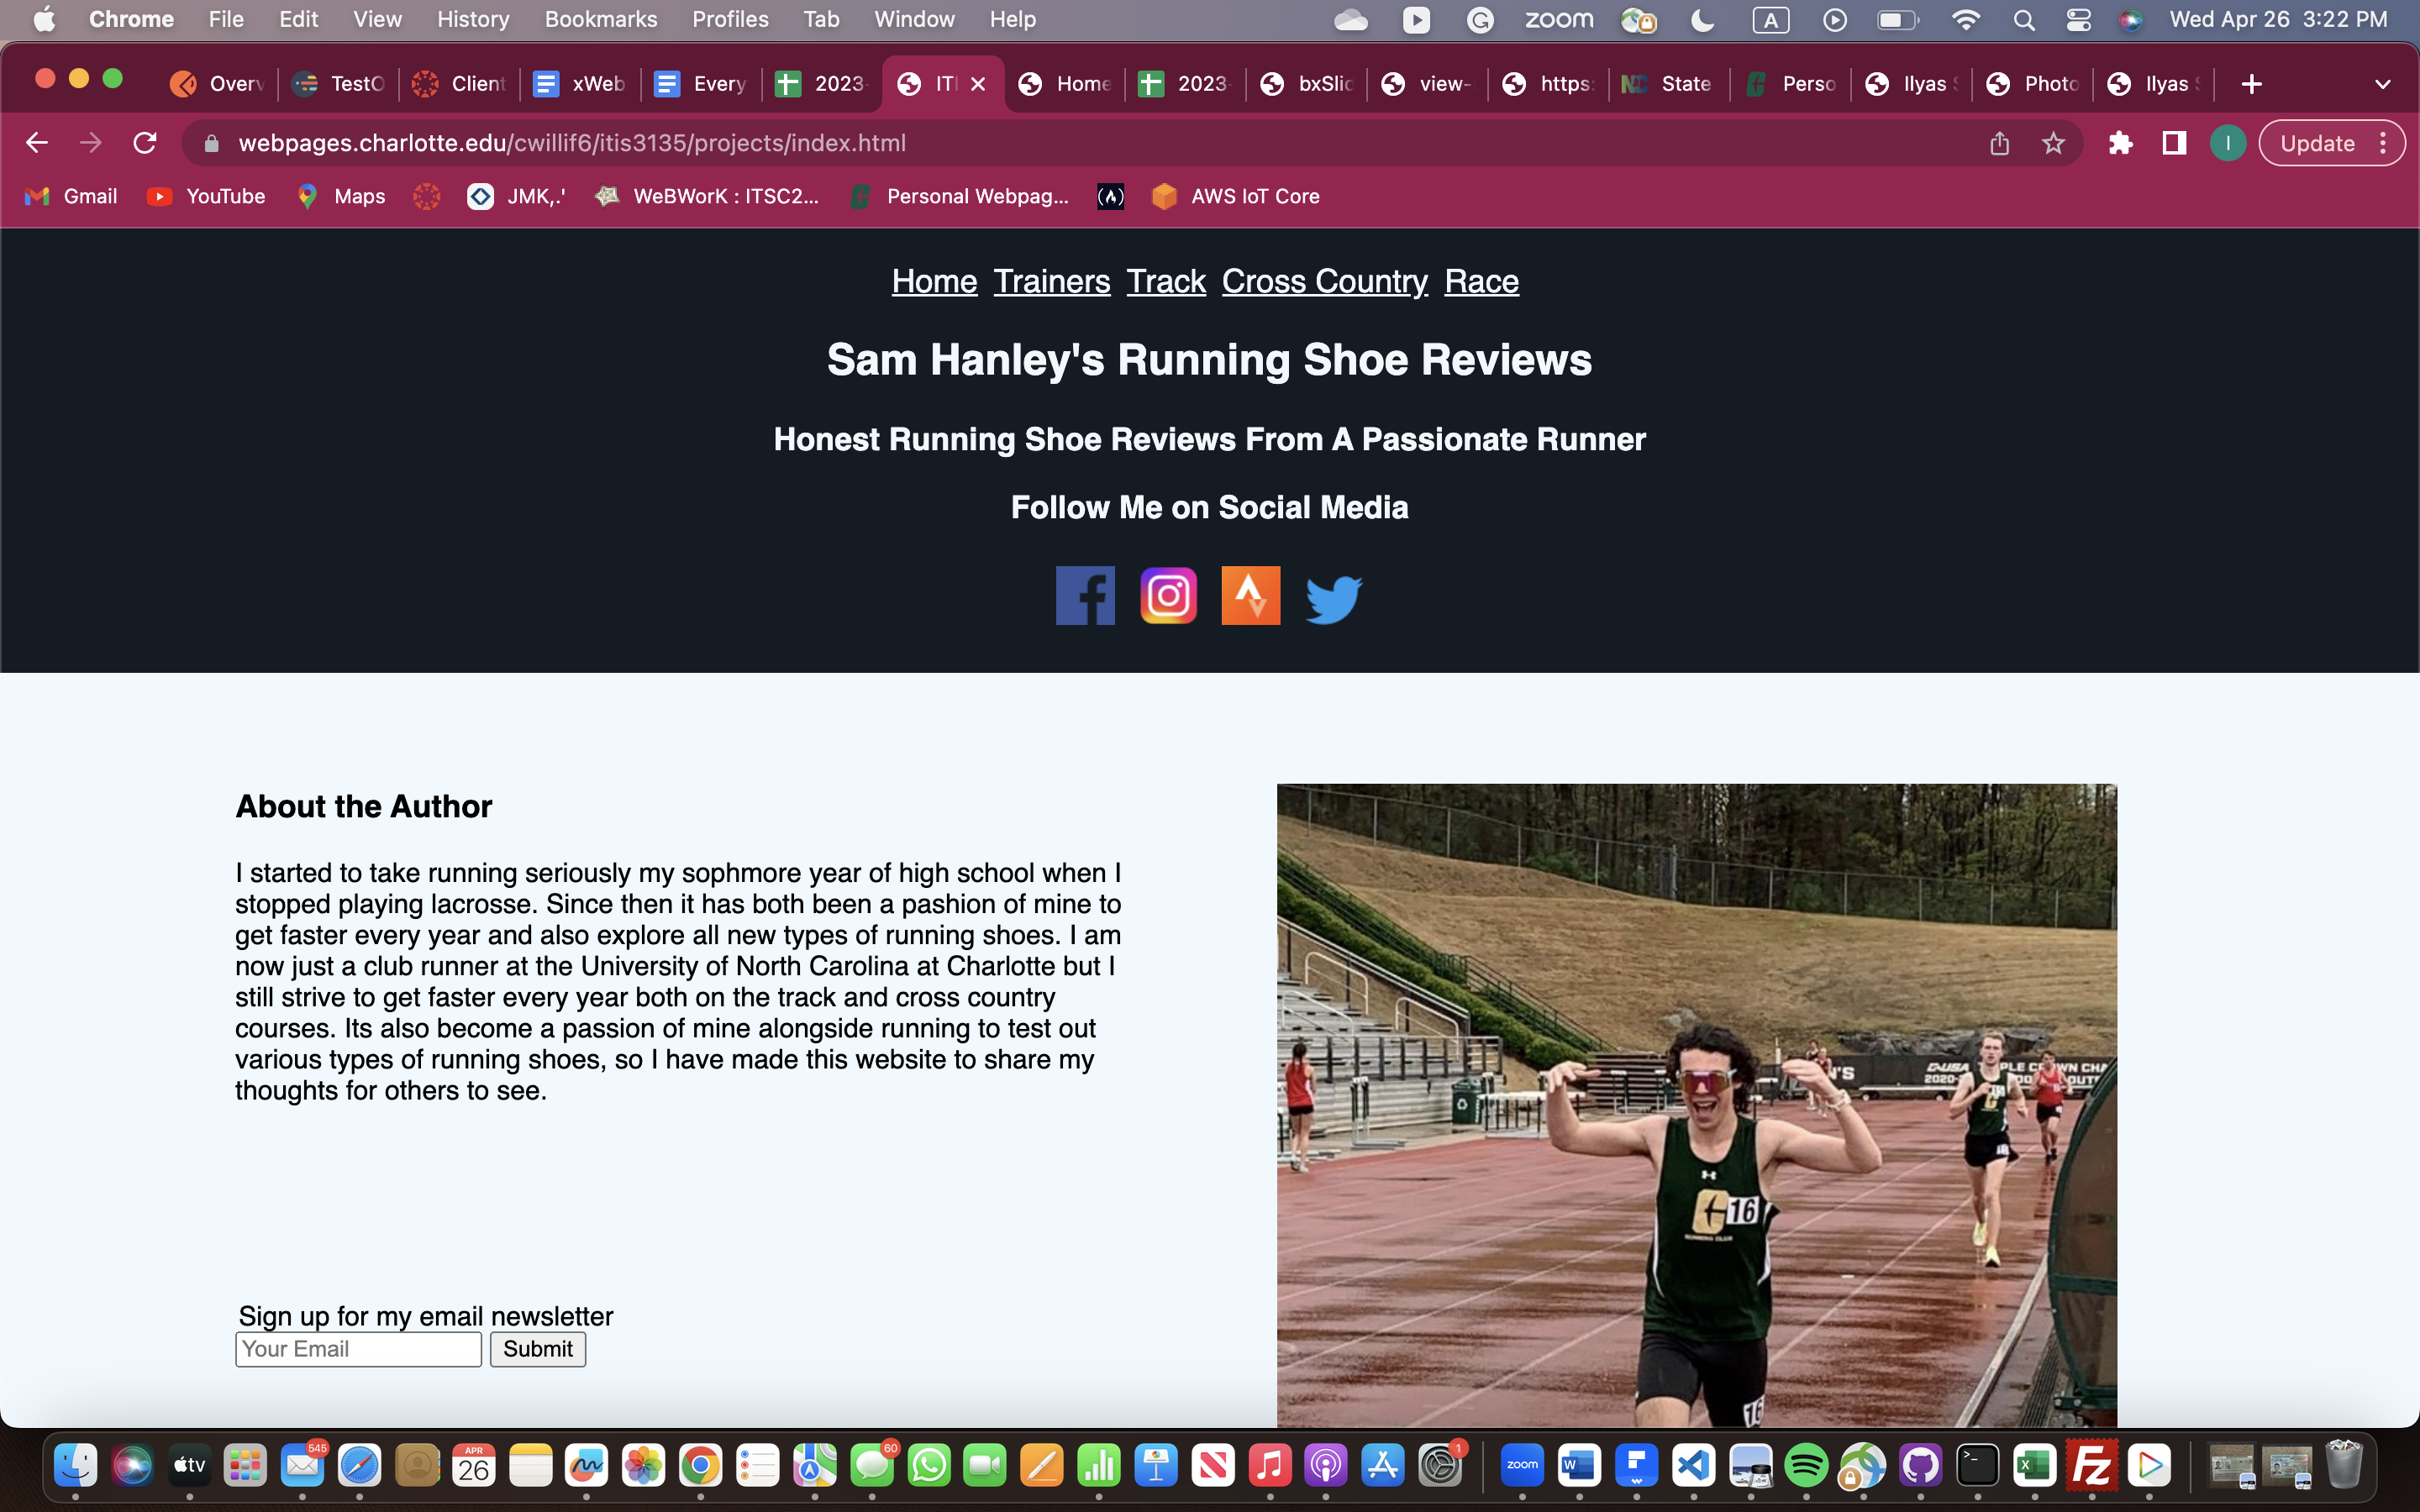 Chrome File Edit View History Bookmarks Profiles Tab Window Help zoom A Wed Apr 26 3:22 PM
Overv TestO Client xWeb Every 2023- ITI Home 2023- bxSlid view- https: State Perso Ilyas S Photo Ilyas S
webpages.charlotte.edu/cwillif6/itis3135/projects/index.html I Update
Gmail YouTube Maps JMK,.' WeBWorK : ITSC2... Personal Webpag... AWS IoT Core
Home Trainers Track Cross Country Race
Sam Hanley's Running Shoe Reviews
Honest Running Shoe Reviews From A Passionate Runner
Follow Me on Social Media
About the Author
I started to take running seriously my sophmore year of high school when I
stopped playing lacrosse. Since then it has both been a pashion of mine to
get faster every year and also explore all new types of running shoes. I am
now just a club runner at the University of North Carolina at Charlotte but I
still strive to get faster every year both on the track and cross country
courses. Its also become a passion of mine alongside running to test out
various types of running shoes, so I have made this website to share my
thoughts for others to see.
'S
C-USA
2020-
16
RUNNING CLUB
16
Sign up for my email newsletter
Your Email Submit
545 tv APR 26 60 1 zoom W X Fz